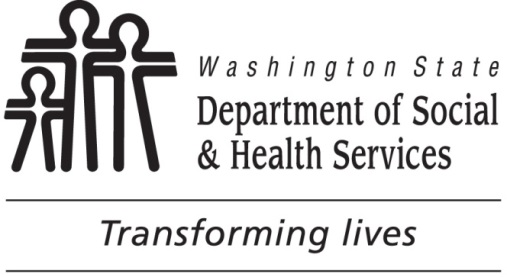 Washington State
Department of Social
& Health Services
Transforming lives